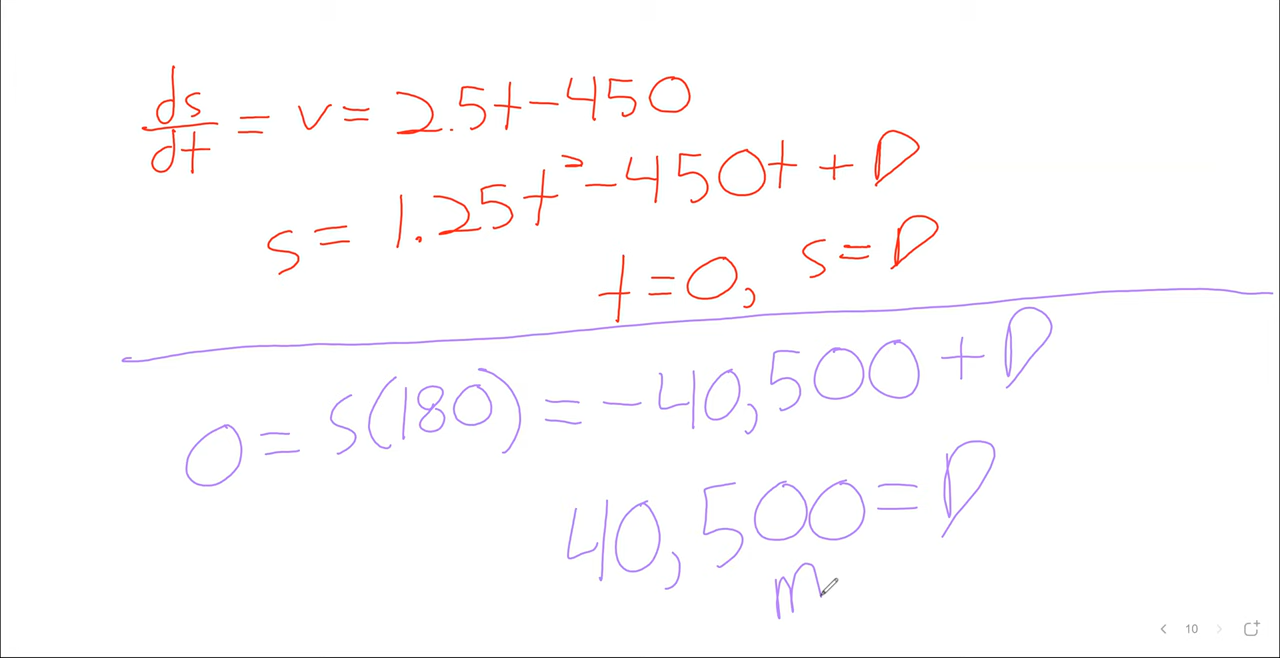 ds/dt = v = 2.5t - 450
s = 1.25t² - 450t + D
t = 0, s = D
0 = s(180) = -40,500 + D
40,500 = D
m
10